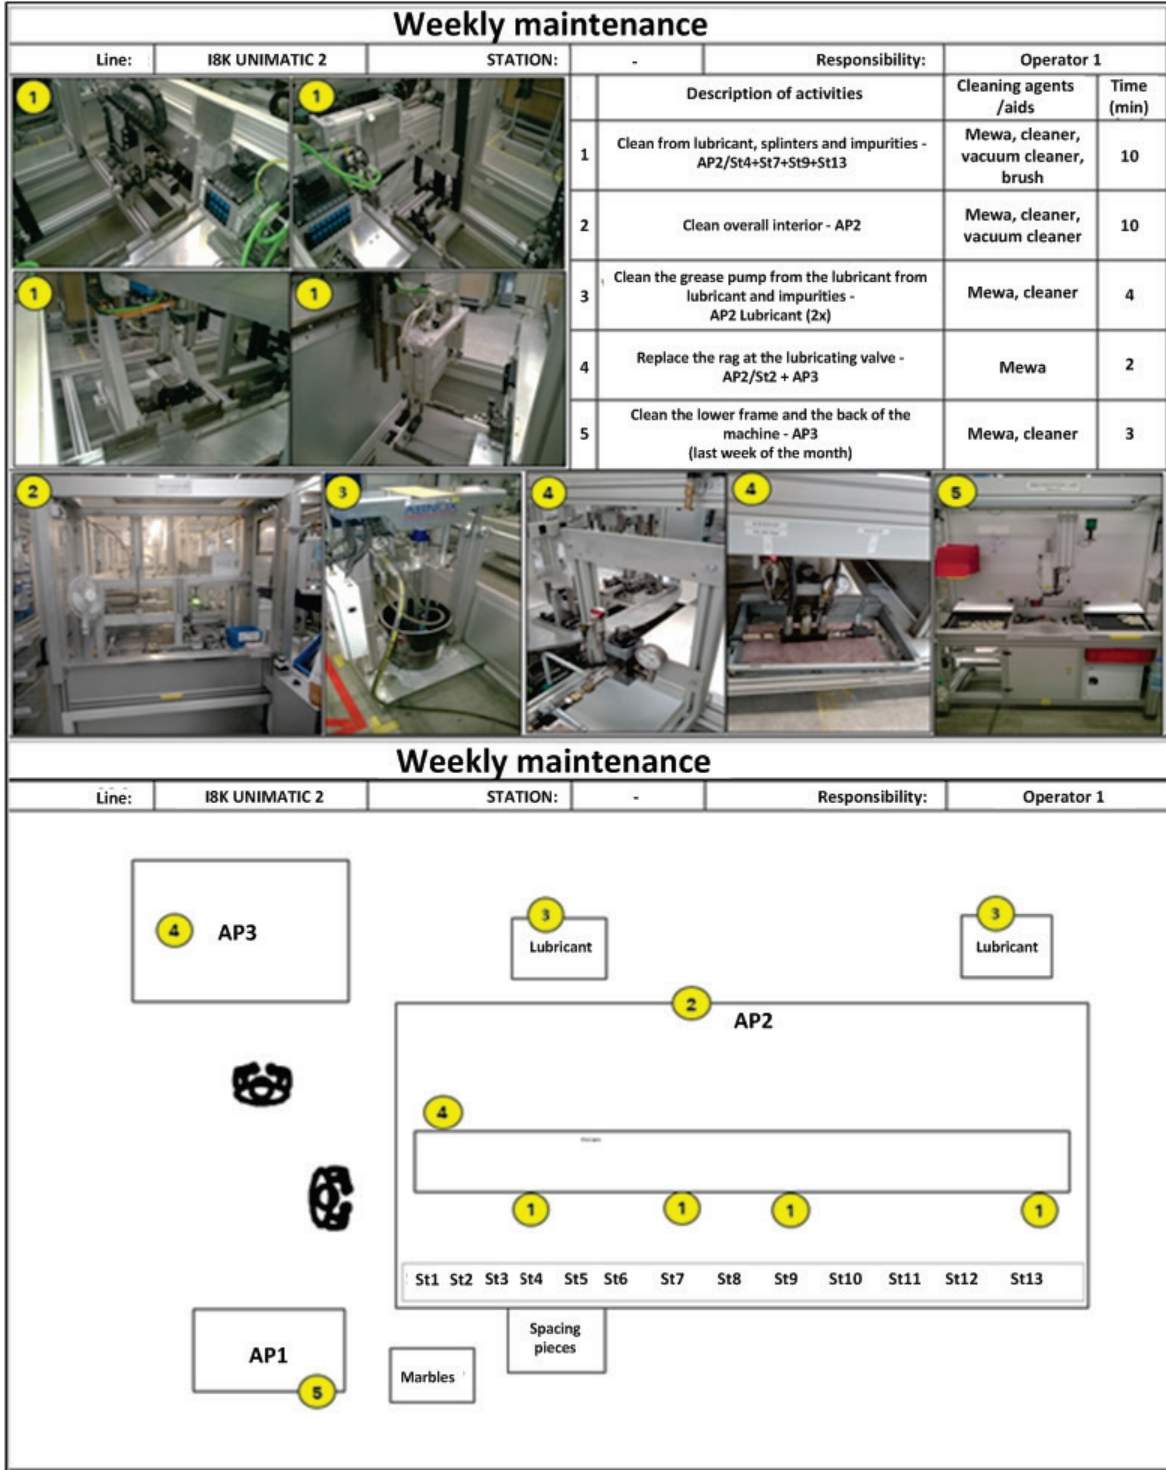 Weekly maintenance
Line: I8K UNIMATIC 2 STATION: - Responsibility: Operator 1
Description of activities
Cleaning agents
/aids
Time
(min)
1
Clean from lubricant, splinters and impurities -
AP2/St4+St7+St9+St13
Mewa, cleaner,
vacuum cleaner,
brush
10
2
Clean overall interior - AP2
Mewa, cleaner,
vacuum cleaner
10
3
Clean the grease pump from the lubricant from
lubricant and impurities -
AP2 Lubricant (2x)
Mewa, cleaner
4
4
Replace the rag at the lubricating valve -
AP2/St2 + AP3
Mewa
2
5
Clean the lower frame and the back of the
machine - AP3
(last week of the month)
Mewa, cleaner
3
1
1
1
1
2
3
ABNOX
4
4
5
Weekly maintenance
Line: I8K UNIMATIC 2 STATION: - Responsibility: Operator 1
4
AP3
3
Lubricant
3
Lubricant
2
AP2
4
1 1 1 1
St1 St2 St3 St4 St5 St6 St7 St8 St9 St10 St11 St12 St13
Spacing
pieces
AP1
5
Marbles